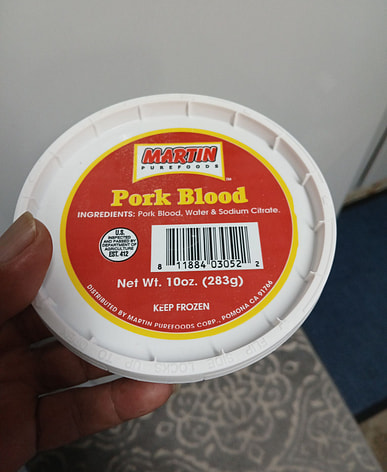 MARTIN
PUREFOODS
TM
Pork Blood
INGREDIENTS: Pork Blood, Water & Sodium Citrate.
U.S.
INSPECTED
AND PASSED BY
DEPARTMENT OF
AGRICULTURE
EST. 412
8 11884 03052 2
Net Wt. 10oz. (283g)
KEEP FROZEN
DISTRIBUTED BY MARTIN PUREFOODS CORP., POMONA CA 91766